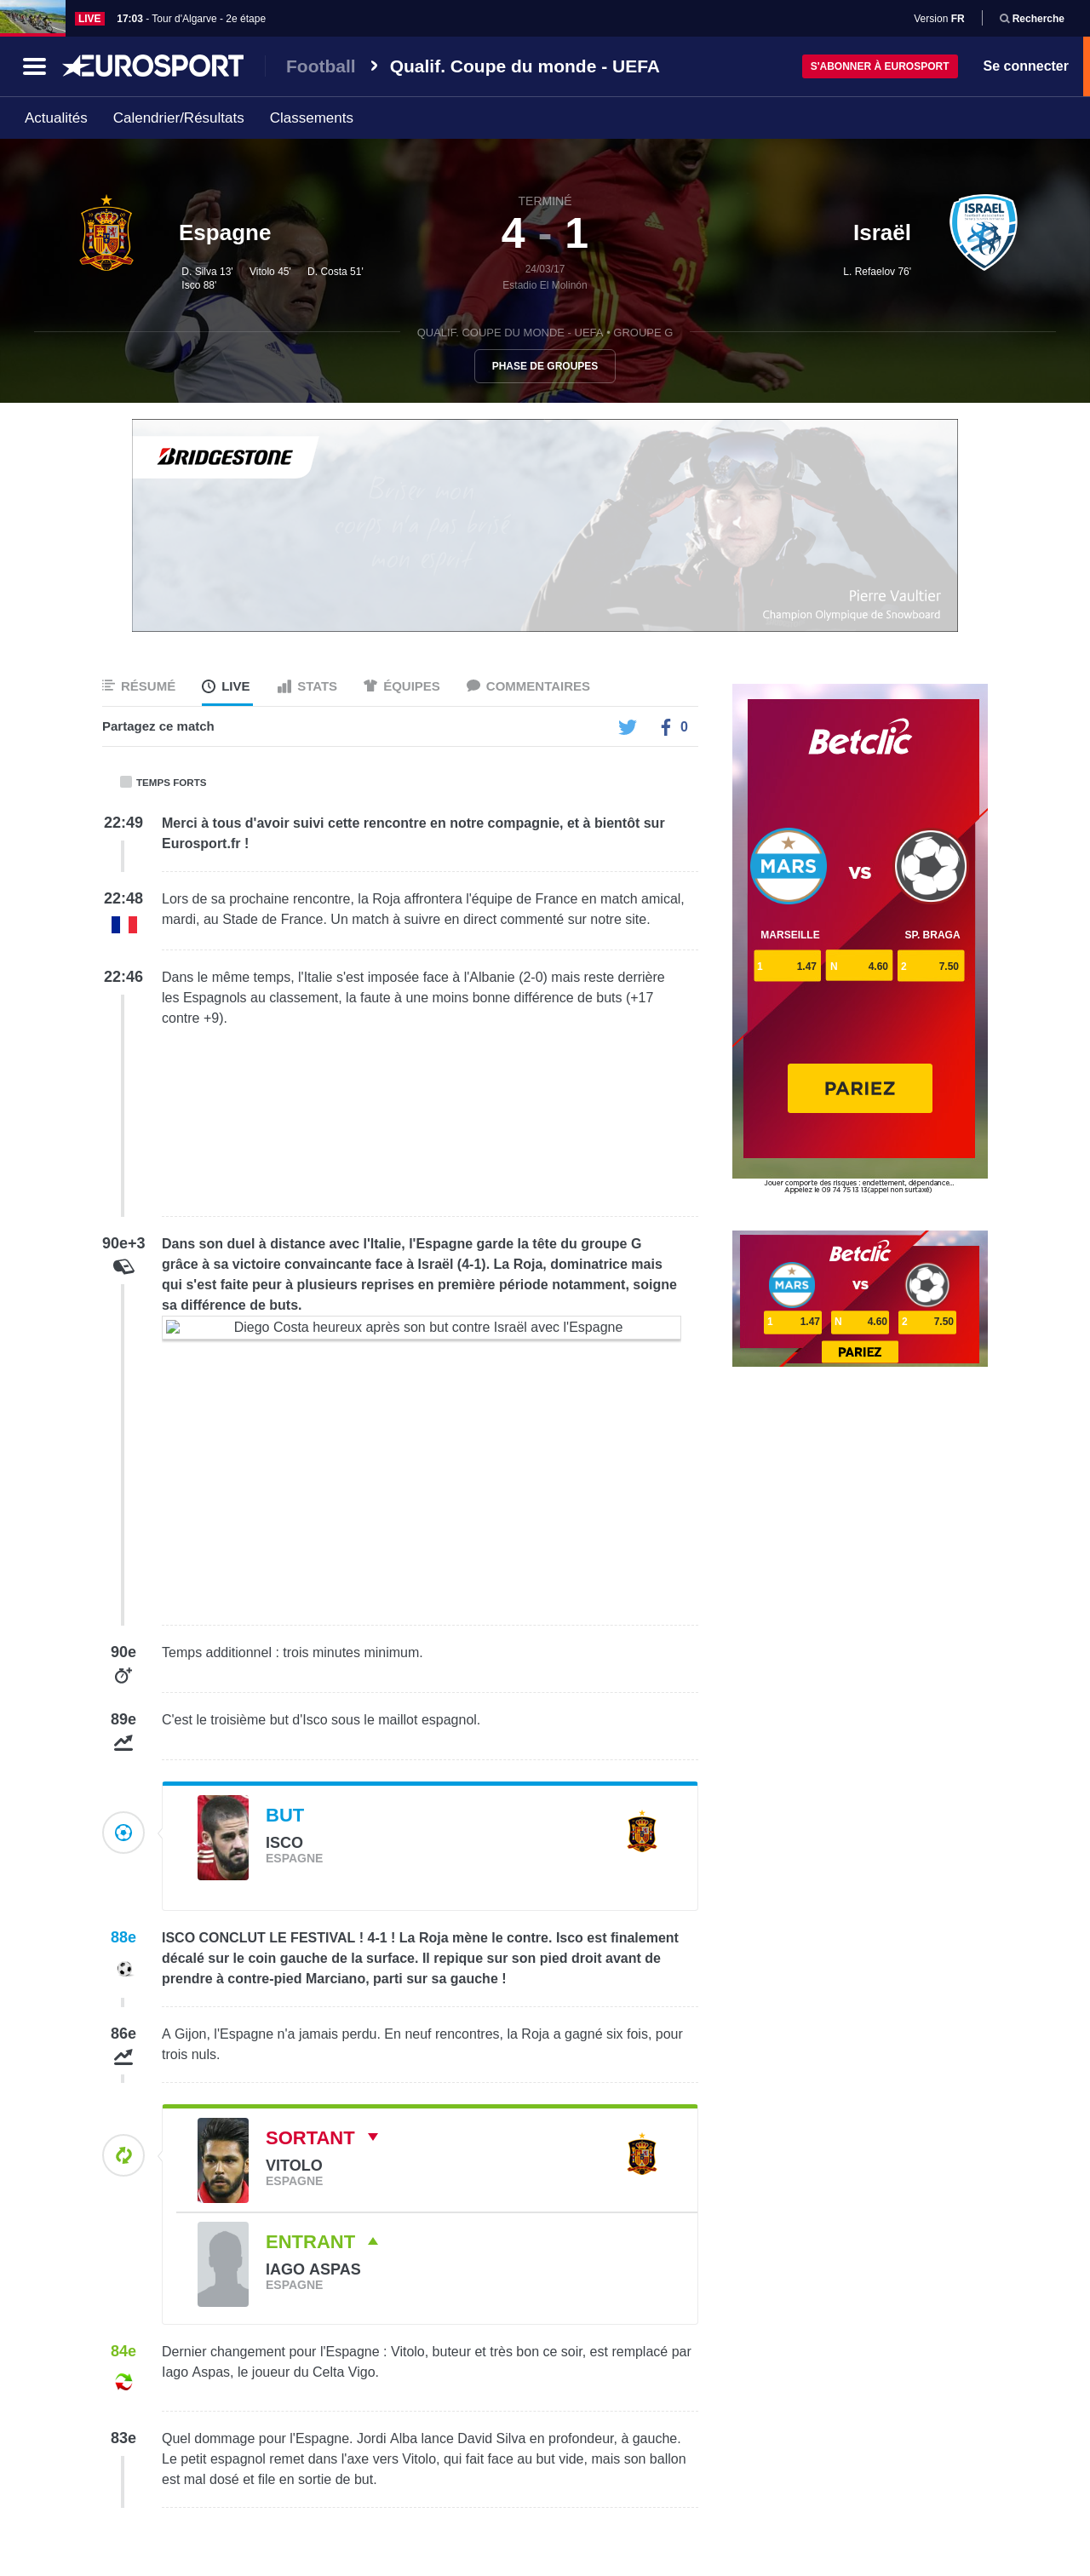 LIVE 17:03 - Tour d'Algarve - 2e étape
Version FR
Recherche
EUROSPORT
Football
Qualif. Coupe du monde - UEFA
S'ABONNER À EUROSPORT
Se connecter
Actualités
Calendrier/Résultats
Classements
TERMINÉ
Espagne
4 - 1
Israël
ISRAEL
D. Silva 13' Vitolo 45' D. Costa 51'
Isco 88'
24/03/17
Estadio El Molinón
L. Refaelov 76'
QUALIF. COUPE DU MONDE - UEFA • GROUPE G
PHASE DE GROUPES
BRIDGESTONE
Briser mon
corps n'a pas brisé
mon esprit
Pierre Vaultier
Champion Olympique de Snowboard
RÉSUMÉ
LIVE
STATS
ÉQUIPES
COMMENTAIRES
Partagez ce match
0
TEMPS FORTS
22:49
Merci à tous d'avoir suivi cette rencontre en notre compagnie, et à bientôt sur
Eurosport.fr !
22:48
Lors de sa prochaine rencontre, la Roja affrontera l'équipe de France en match amical,
mardi, au Stade de France. Un match à suivre en direct commenté sur notre site.
22:46
Dans le même temps, l'Italie s'est imposée face à l'Albanie (2-0) mais reste derrière
les Espagnols au classement, la faute à une moins bonne différence de buts (+17
contre +9).
90e+3
Dans son duel à distance avec l'Italie, l'Espagne garde la tête du groupe G
grâce à sa victoire convaincante face à Israël (4-1). La Roja, dominatrice mais
qui s'est faite peur à plusieurs reprises en première période notamment, soigne
sa différence de buts.
Diego Costa heureux après son but contre Israël avec l'Espagne
90e
Temps additionnel : trois minutes minimum.
89e
C'est le troisième but d'Isco sous le maillot espagnol.
BUT
ISCO
ESPAGNE
88e
ISCO CONCLUT LE FESTIVAL ! 4-1 ! La Roja mène le contre. Isco est finalement
décalé sur le coin gauche de la surface. Il repique sur son pied droit avant de
prendre à contre-pied Marciano, parti sur sa gauche !
86e
A Gijon, l'Espagne n'a jamais perdu. En neuf rencontres, la Roja a gagné six fois, pour
trois nuls.
SORTANT
VITOLO
ESPAGNE
ENTRANT
IAGO ASPAS
ESPAGNE
84e
Dernier changement pour l'Espagne : Vitolo, buteur et très bon ce soir, est remplacé par
Iago Aspas, le joueur du Celta Vigo.
83e
Quel dommage pour l'Espagne. Jordi Alba lance David Silva en profondeur, à gauche.
Le petit espagnol remet dans l'axe vers Vitolo, qui fait face au but vide, mais son ballon
est mal dosé et file en sortie de but.
Betclic
MARS
VS
MARSEILLE
SP. BRAGA
1 1.47
N 4.60
2 7.50
PARIEZ
Jouer comporte des risques : endettement, dépendance...
Appelez le 09 74 75 13 13(appel non surtaxé)
Betclic
MARS
VS
1 1.47
N 4.60
2 7.50
PARIEZ